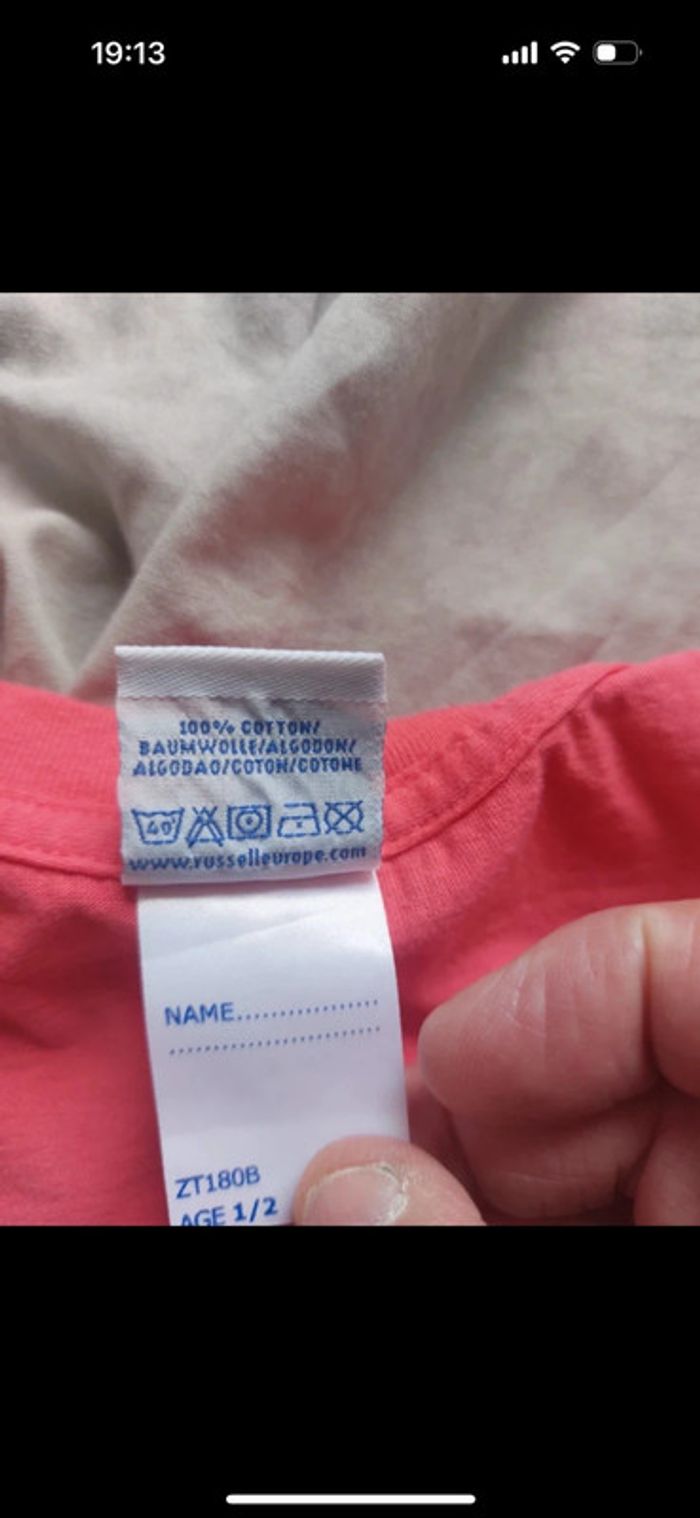 19:13
100% COTTON/
BAUMWOLLE/ALGODON/
ALGODAO/COTON/COTONE
40°
www.russelleurope.com
NAME..................
..............................
ZT180B
AGE 1/2